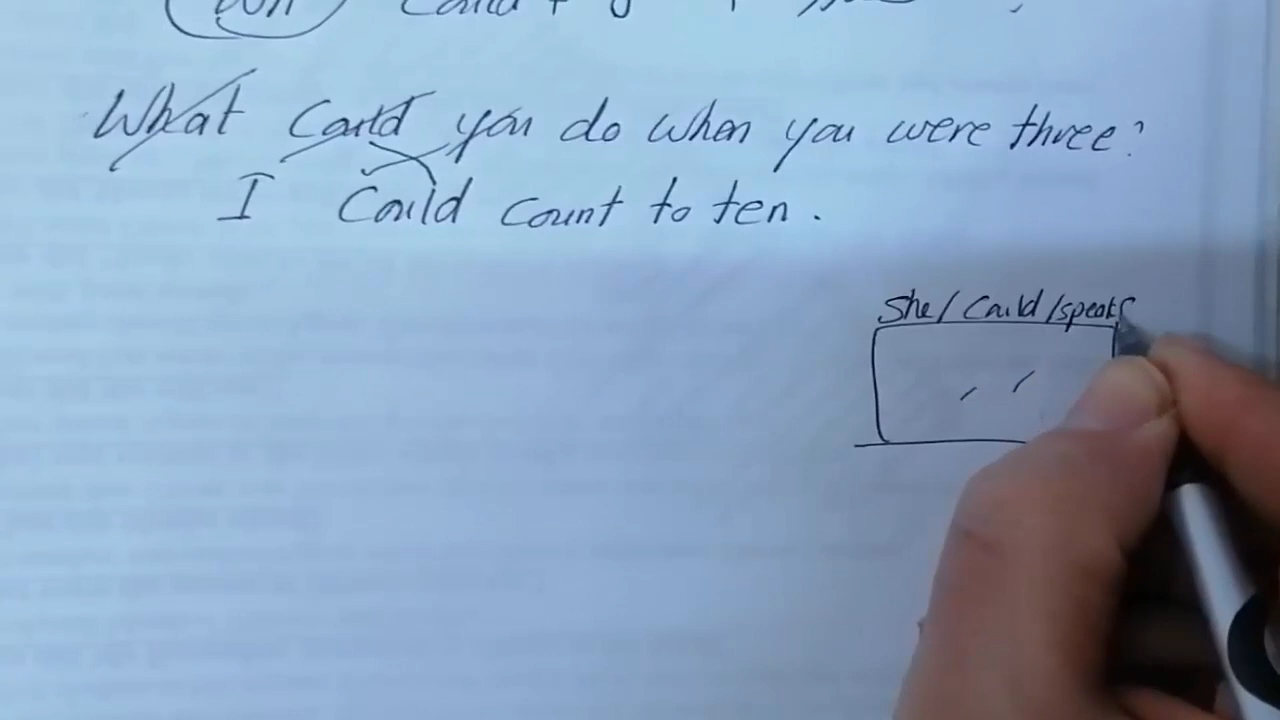 What could you do when you were three?
I could count to ten.
She/ could /speak